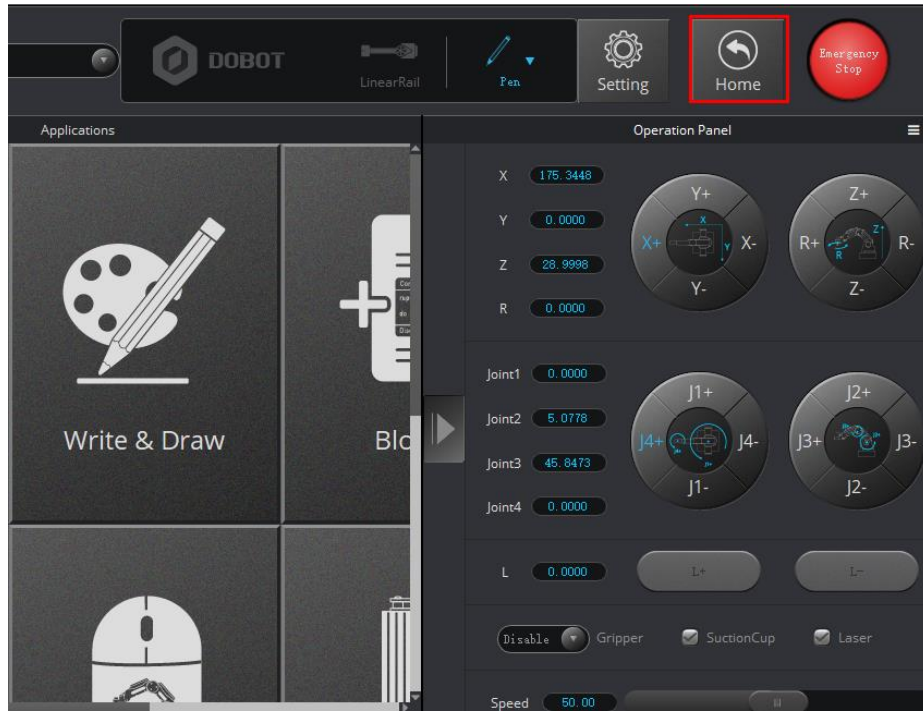 DOBOT
LinearRail
Pen
Setting
Home
Emergency
Stop
Applications
Operation Panel
Write & Draw
Blo
X 175.3448
Y 0.0000
Z 28.9998
R 0.0000
Y+
X+
X
Y
X-
Y-
Z+
R+
Z
R
R-
Z-
Joint1 0.0000
Joint2 5.0778
Joint3 45.8473
Joint4 0.0000
J1+
J4+
J4-
J1-
J2+
J3+
J3-
J2-
L 0.0000
L+
L-
Disable
Gripper
SuctionCup
Laser
Speed 50.00